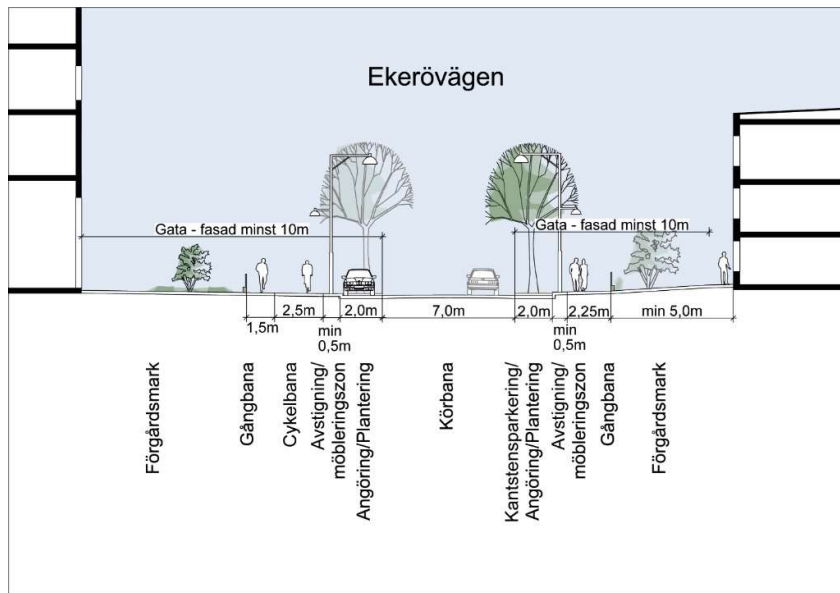 Ekerövägen
Gata - fasad minst 10m
Gata - fasad minst 10m
1,5m
2,5m
min
0,5m
2,0m
7,0m
2,0m
min
0,5m
2,25m
min 5,0m
Förgårdsmark
Gångbana
Cykelbana
Avstigning/
möbleringszon
Angöring/Plantering
Körbana
Kantstensparkering/
Angöring/Plantering
Avstigning/
möbleringszon
Gångbana
Förgårdsmark